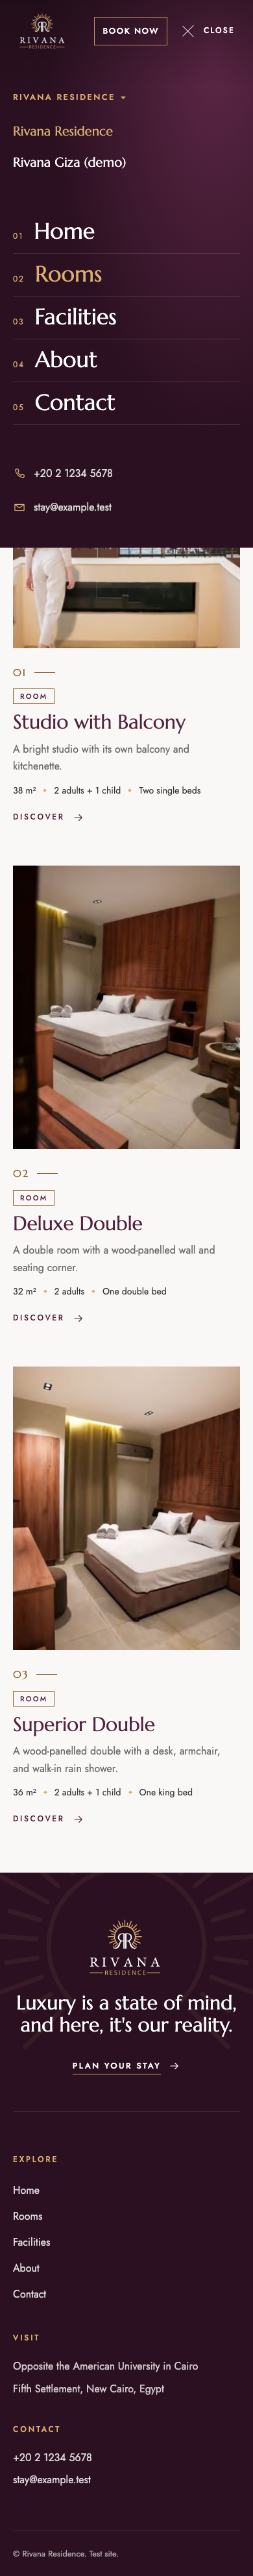 RIVANA
RESIDENCE
BOOK NOW
CLOSE
RIVANA RESIDENCE
Rivana Residence
Rivana Giza (demo)
01 Home
02 Rooms
03 Facilities
04 About
05 Contact
+20 2 1234 5678
stay@example.test
01
ROOM
Studio with Balcony
A bright studio with its own balcony and
kitchenette.
38 m² • 2 adults + 1 child • Two single beds
DISCOVER →
02
ROOM
Deluxe Double
A double room with a wood-panelled wall and
seating corner.
32 m² • 2 adults • One double bed
DISCOVER →
03
ROOM
Superior Double
A wood-panelled double with a desk, armchair,
and walk-in rain shower.
36 m² • 2 adults + 1 child • One king bed
DISCOVER →
RIVANA
RESIDENCE
Luxury is a state of mind,
and here, it's our reality.
PLAN YOUR STAY →
EXPLORE
Home
Rooms
Facilities
About
Contact
VISIT
Opposite the American University in Cairo
Fifth Settlement, New Cairo, Egypt
CONTACT
+20 2 1234 5678
stay@example.test
© Rivana Residence. Test site.